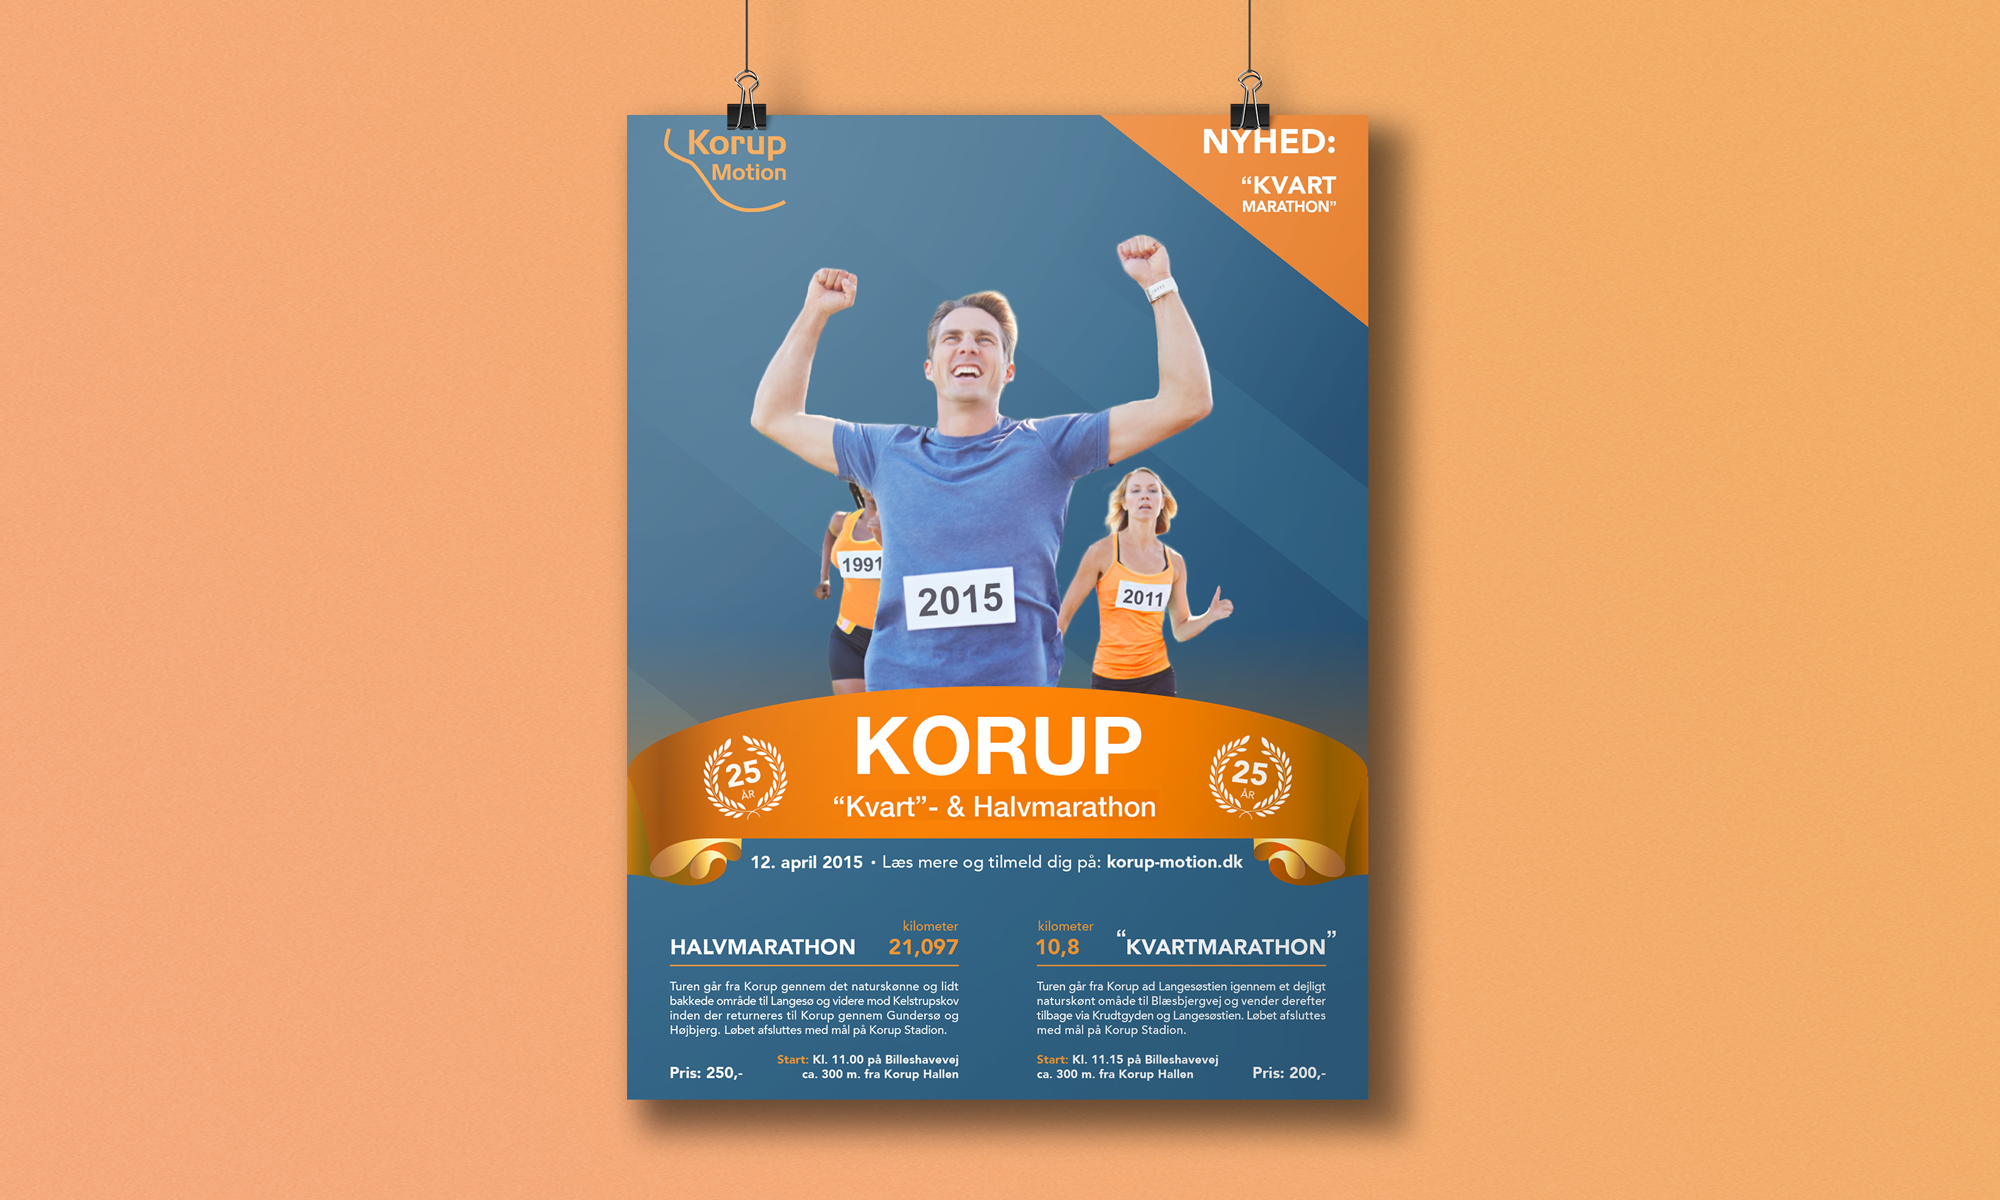 Korup
Motion
NYHED:
“KVART
MARATHON”
1991
2015
2011
KORUP
“Kvart”- & Halvmarathon
25
ÅR
25
ÅR
12. april 2015 • Læs mere og tilmeld dig på: korup-motion.dk
kilometer
HALVMARATHON 21,097
Turen går fra Korup gennem det naturskønne og lidt
bakkede område til Langesø og videre mod Kelstrupskov
inden der returneres til Korup gennem Gundersø og
Højbjerg. Løbet afsluttes med mål på Korup Stadion.
Start: Kl. 11.00 på Billeshavevej
Pris: 250,- ca. 300 m. fra Korup Hallen
kilometer
10,8 “KVARTMARATHON”
Turen går fra Korup ad Langesøstien igennem et dejligt
naturskønt omåde til Blæsbjergvej og vender derefter
tilbage via Krudtgyden og Langesøstien. Løbet afsluttes
med mål på Korup Stadion.
Start: Kl. 11.15 på Billeshavevej
ca. 300 m. fra Korup Hallen Pris: 200,-